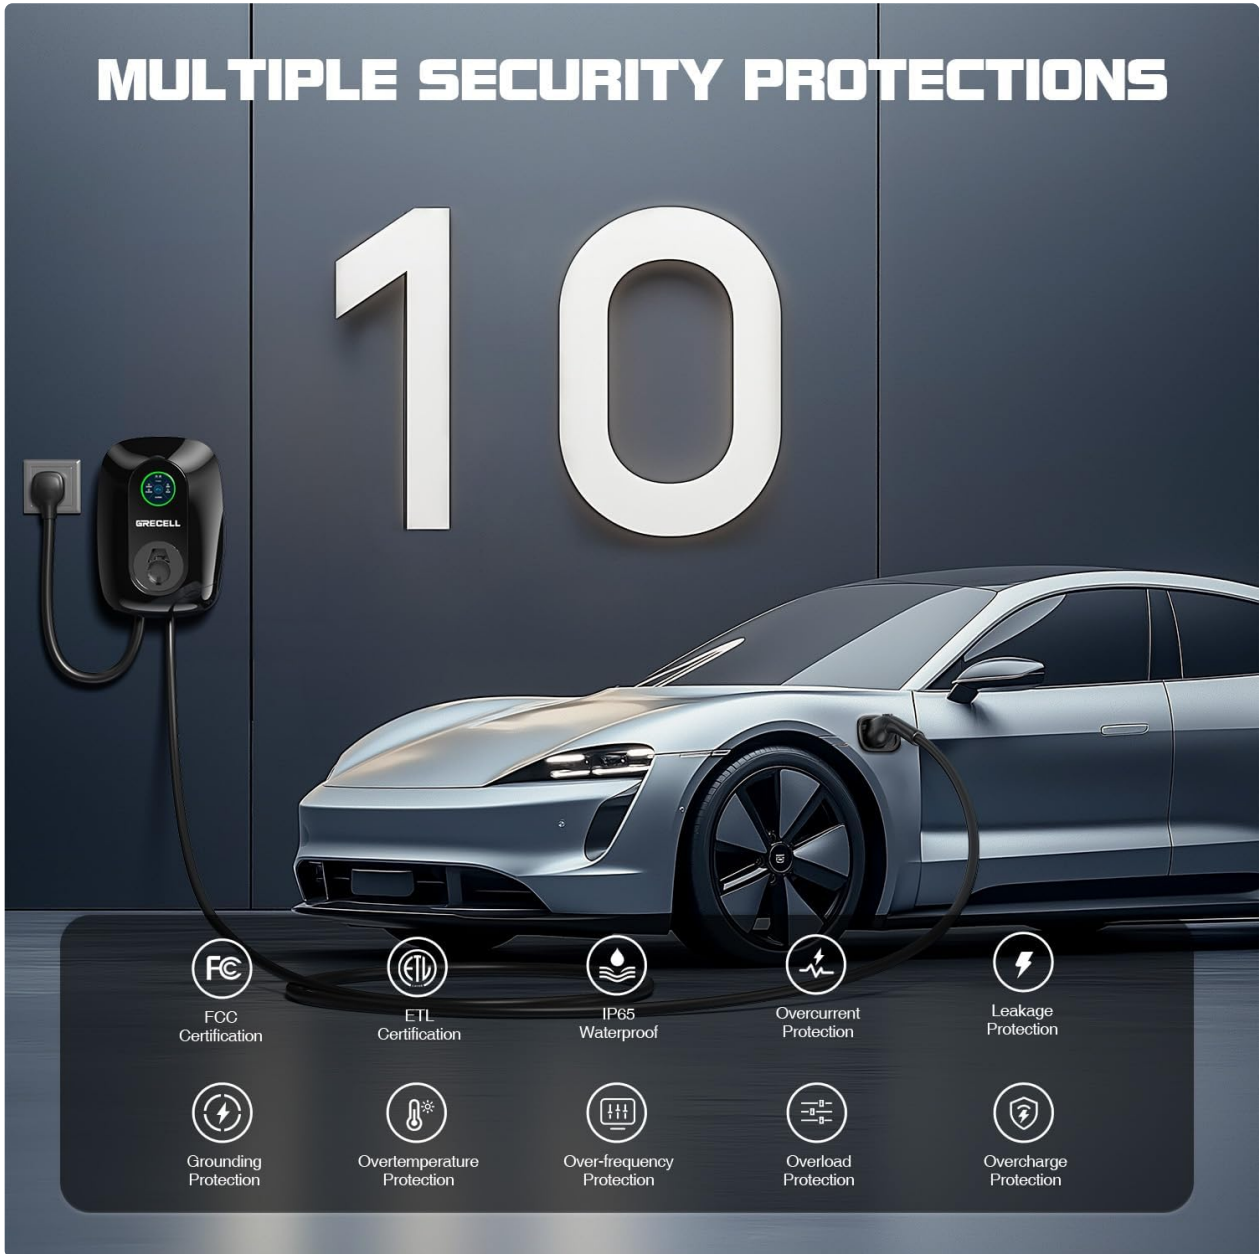 MULTIPLE SECURITY PROTECTIONS
10
GRECELL
FCC
Certification
ETL
Certification
IP65
Waterproof
Overcurrent
Protection
Leakage
Protection
Grounding
Protection
Overtemperature
Protection
Over-frequency
Protection
Overload
Protection
Overcharge
Protection